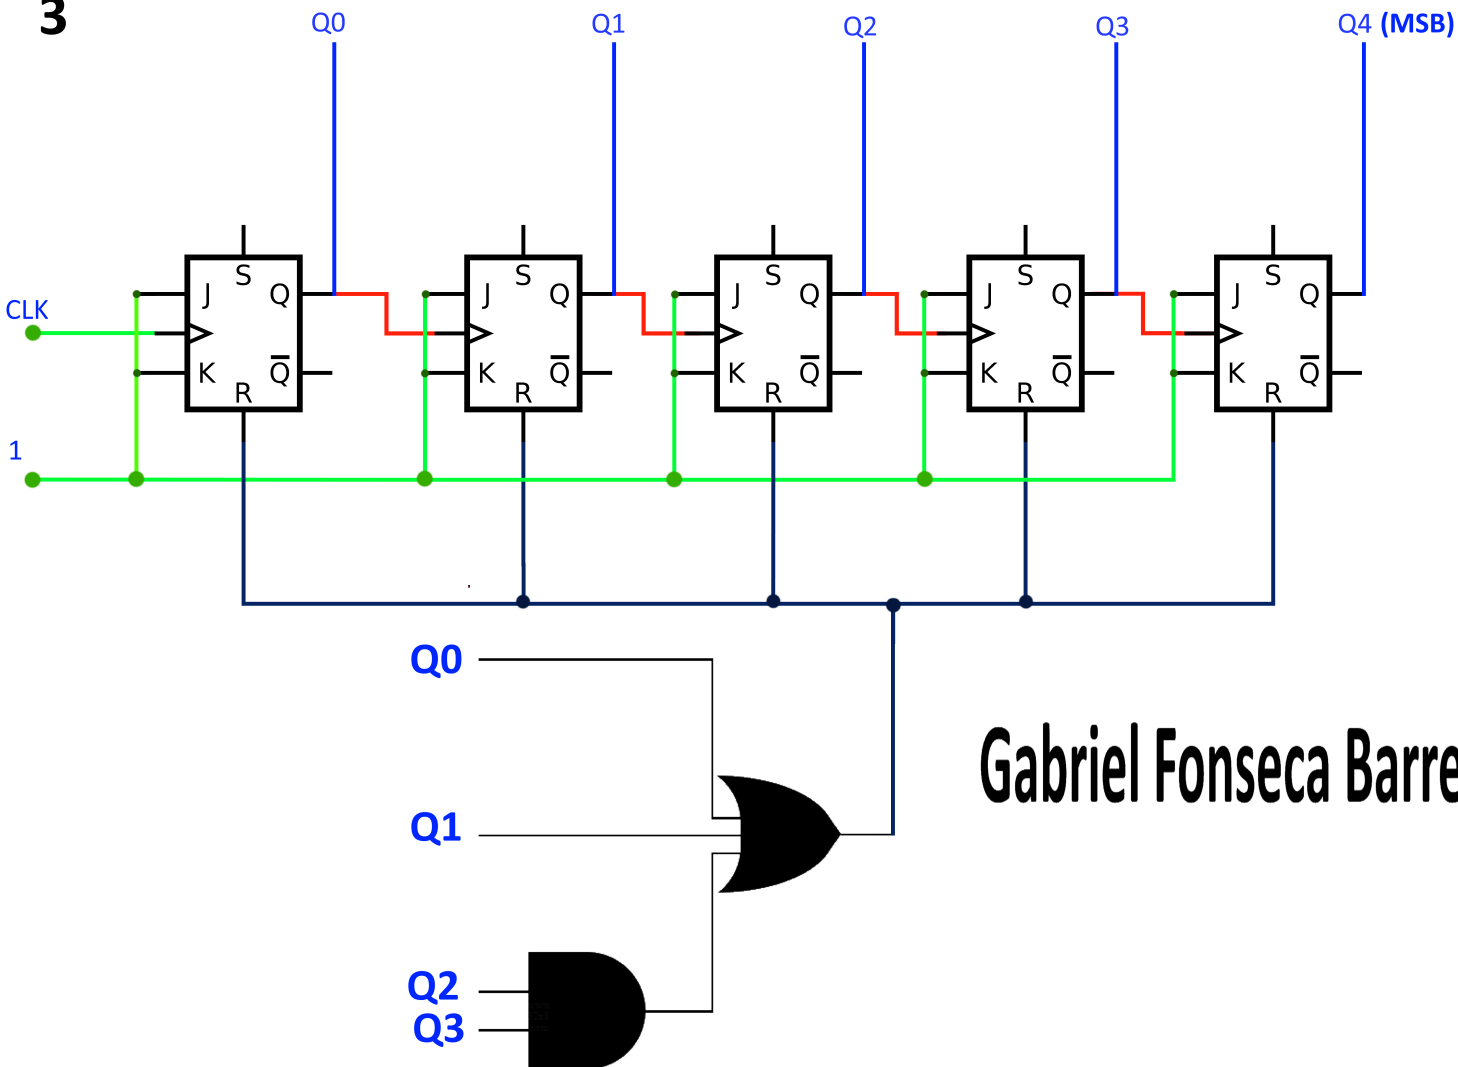 3
Q0 Q1 Q2 Q3 Q4 (MSB)
S S S S S
J Q J Q J Q J Q J Q
CLK
K Q̅ K Q̅ K Q̅ K Q̅ K Q̅
R R R R R
1
Q0
Gabriel Fonseca Barre
Q1
Q2
Q3